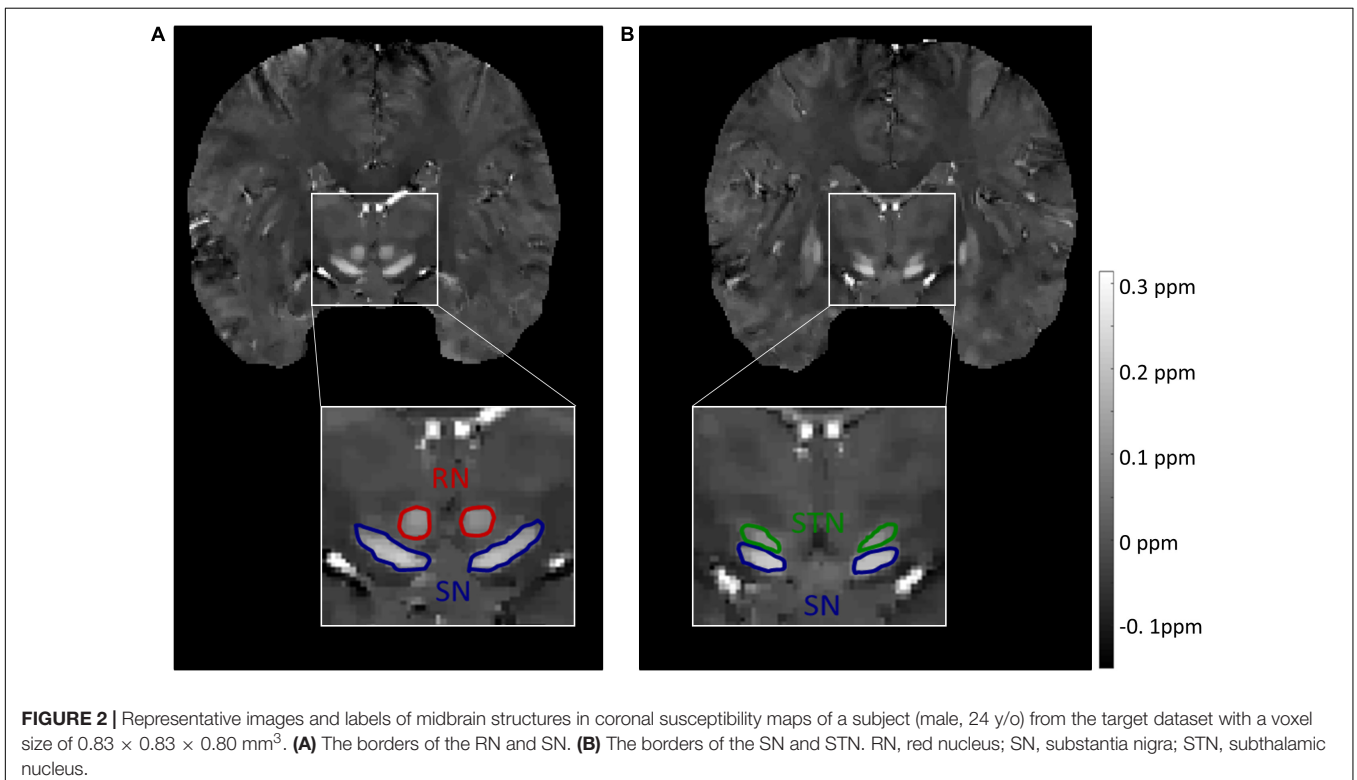 A
B
RN
SN
STN
SN
0.3 ppm
0.2 ppm
0.1 ppm
0 ppm
-0. 1ppm
FIGURE 2 | Representative images and labels of midbrain structures in coronal susceptibility maps of a subject (male, 24 y/o) from the target dataset with a voxel
size of 0.83 × 0.83 × 0.80 mm³. (A) The borders of the RN and SN. (B) The borders of the SN and STN. RN, red nucleus; SN, substantia nigra; STN, subthalamic
nucleus.